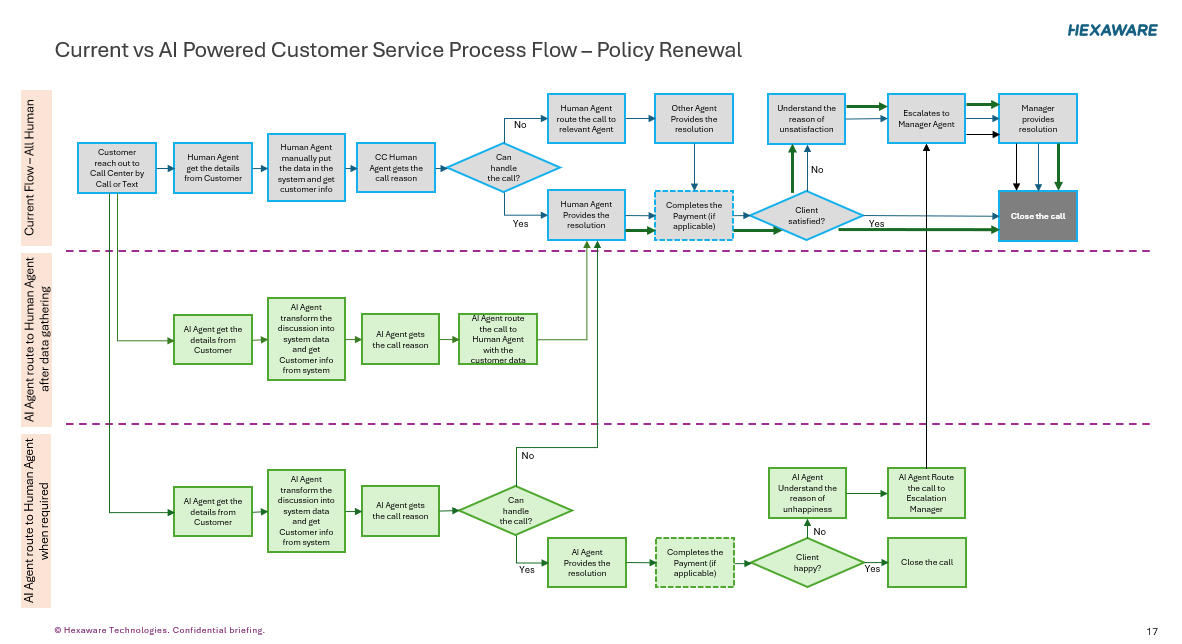 HEXAWARE
Current vs AI Powered Customer Service Process Flow – Policy Renewal
Current Flow – All Human
Customer
reach out to
Call Center by
Call or Text
Human Agent
get the details
from Customer
Human Agent
manually put
the data in the
system and get
customer info
CC Human
Agent gets the
call reason
Can
handle
the call?
No
Yes
Human Agent
route the call to
relevant Agent
Other Agent
Provides the
resolution
Human Agent
Provides the
resolution
Completes the
Payment (if
applicable)
Client
satisfied?
No
Yes
Understand the
reason of
unsatisfaction
Escalates to
Manager Agent
Manager
provides
resolution
Close the call
AI Agent route to Human Agent
after data gathering
AI Agent get the
details from
Customer
AI Agent
transform the
discussion into
system data
and get
Customer info
from system
AI Agent gets
the call reason
AI Agent route
the call to
Human Agent
with the
customer data
AI Agent route to Human Agent
when required
AI Agent get the
details from
Customer
AI Agent
transform the
discussion into
system data
and get
Customer info
from system
AI Agent gets
the call reason
Can
handle
the call?
No
Yes
AI Agent
Provides the
resolution
Completes the
Payment (if
applicable)
Client
happy?
No
Yes
AI Agent
Understand the
reason of
unhappiness
AI Agent Route
the call to
Escalation
Manager
Close the call
© Hexaware Technologies. Confidential briefing.
17